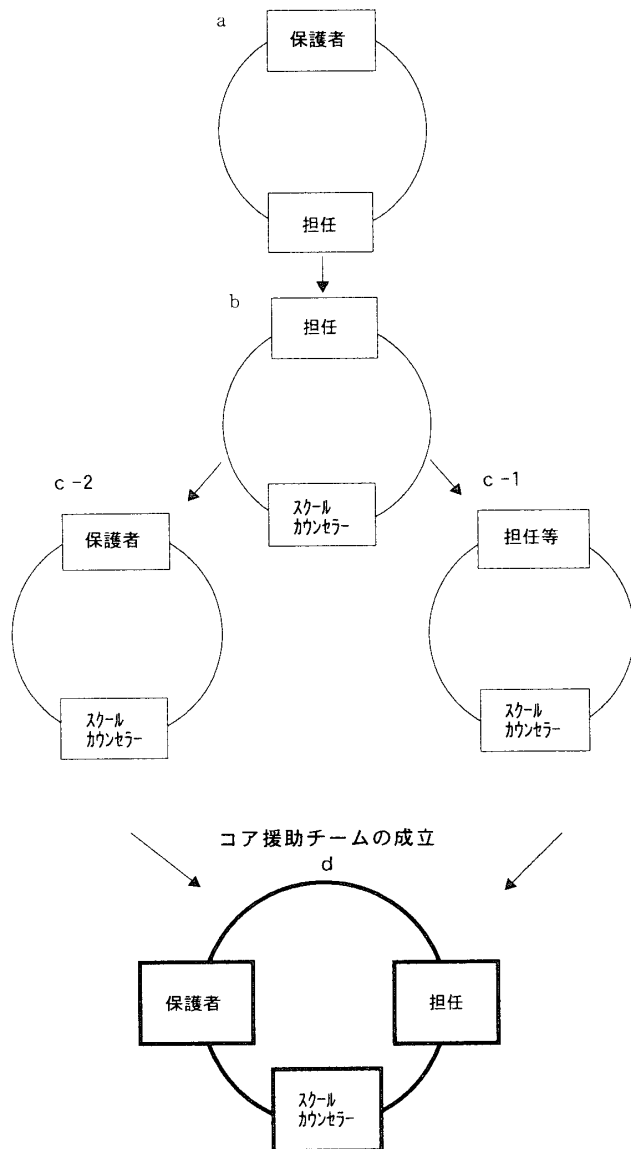 a
保護者
担任
b
担任
スクール
カウンセラー
c-2
保護者
スクール
カウンセラー
c-1
担任等
スクール
カウンセラー
コア援助チームの成立
d
保護者
担任
スクール
カウンセラー